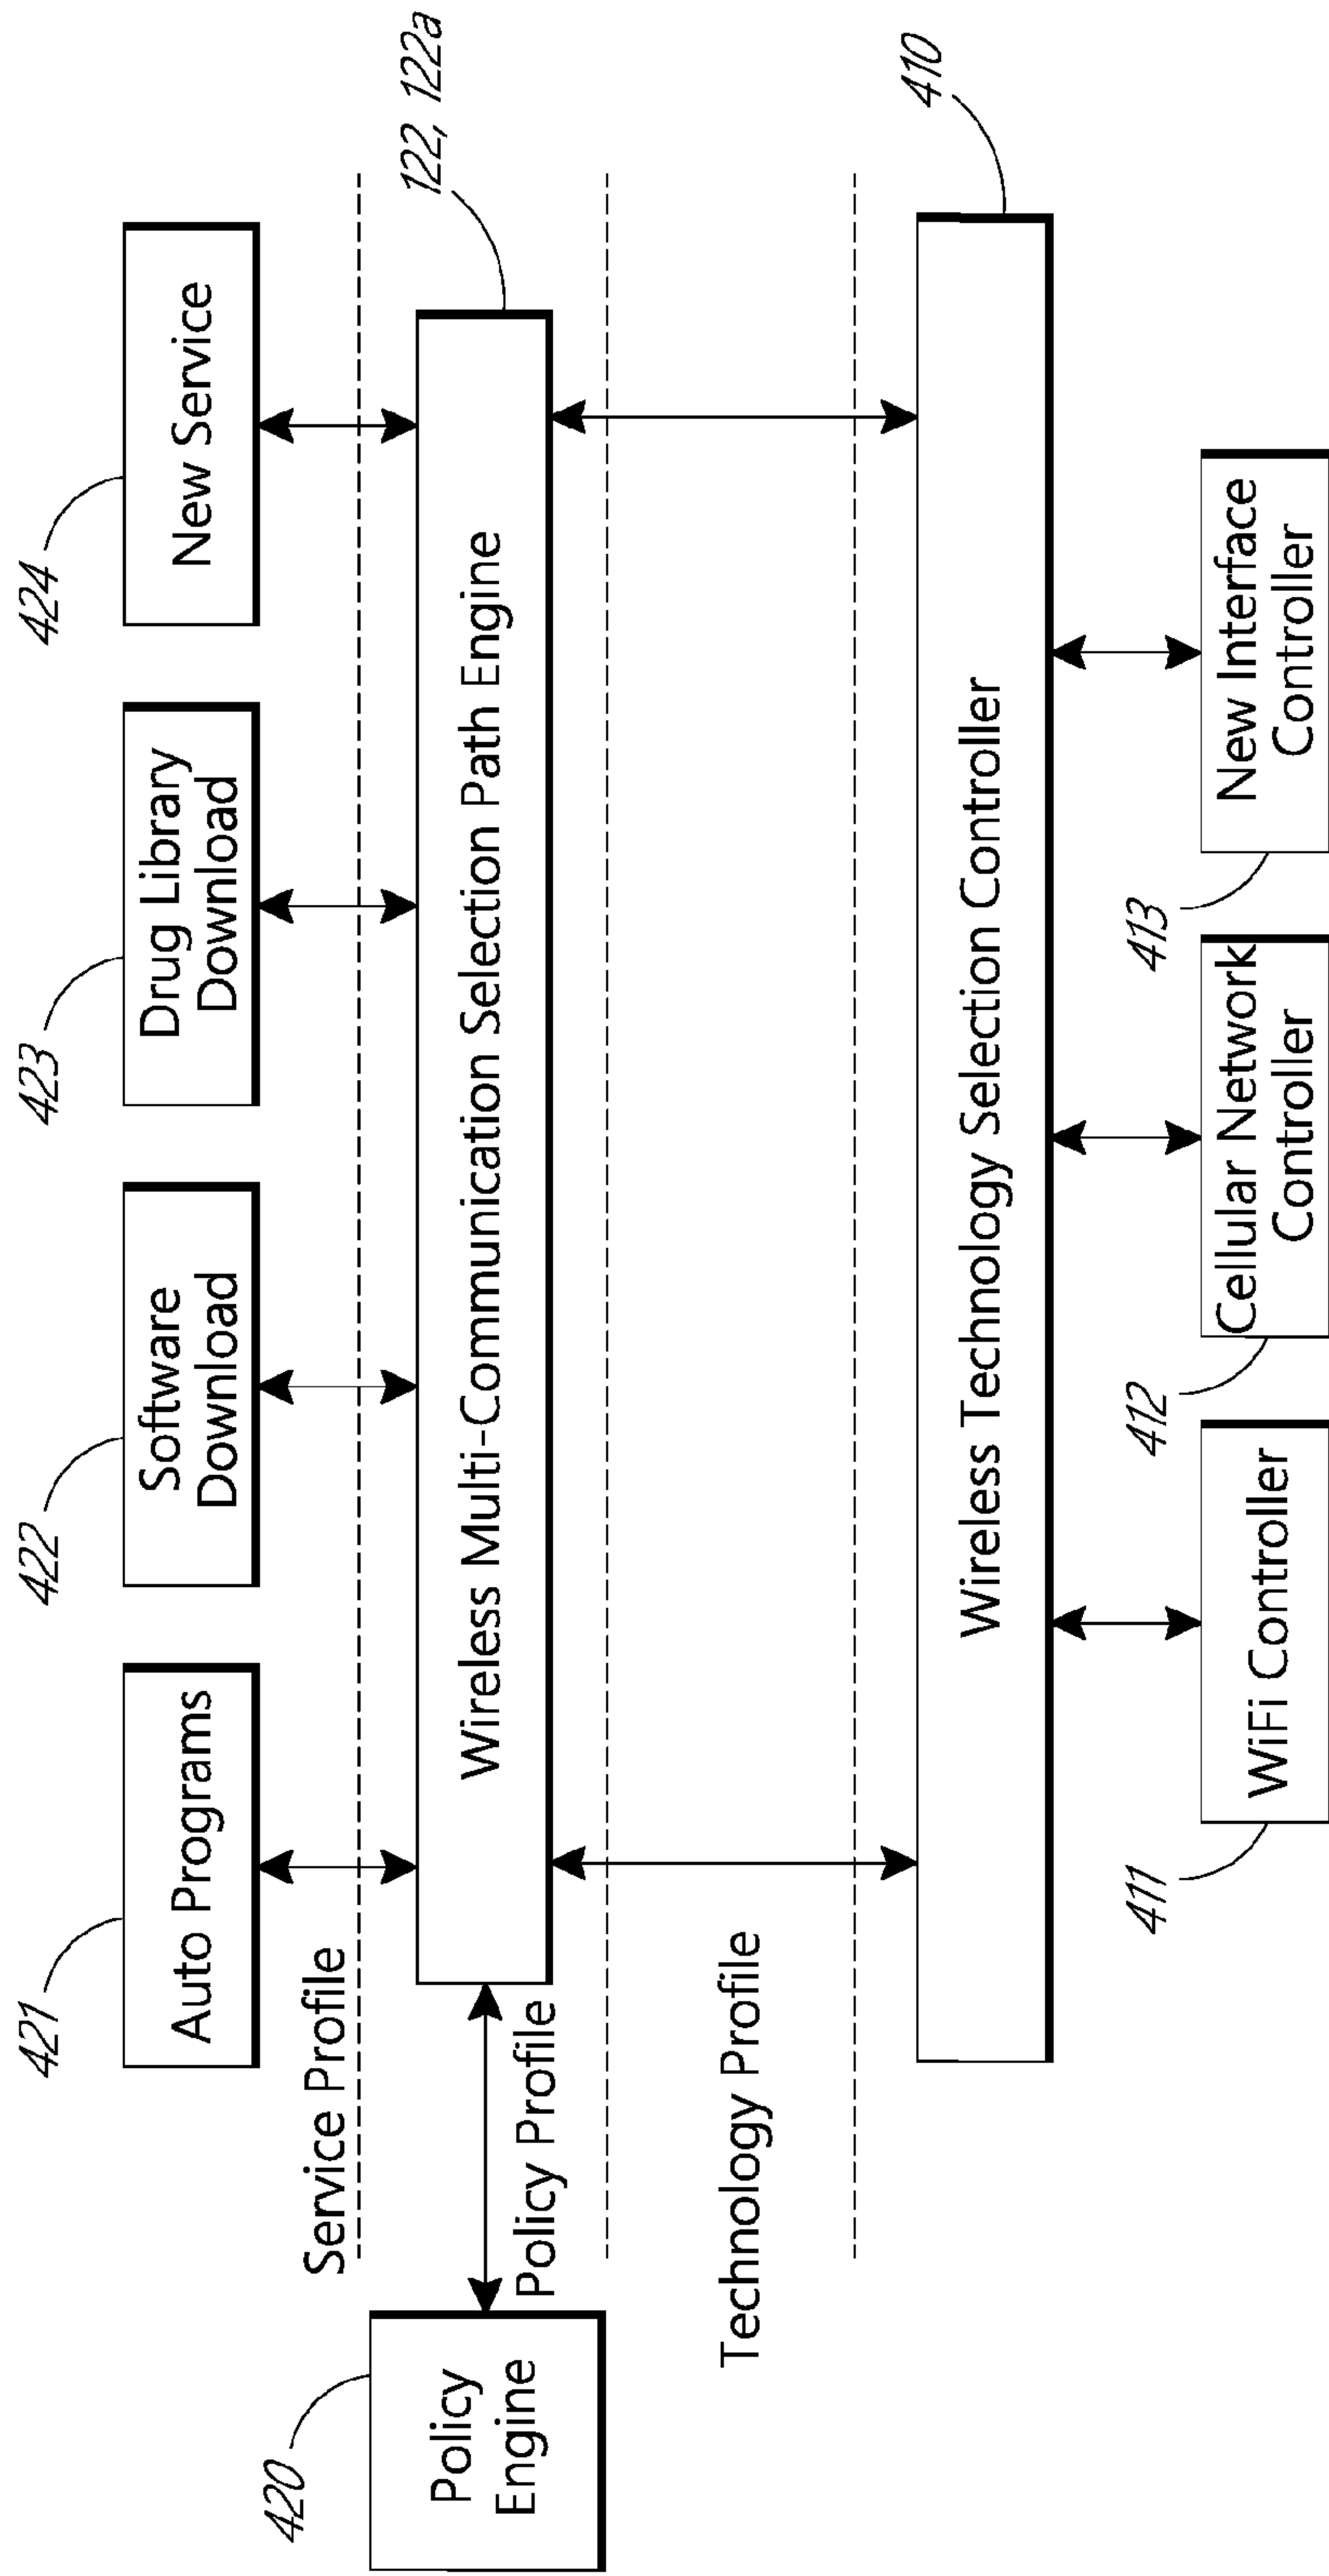 421
422
423
424
Auto Programs
Software
Download
Drug Library
Download
New Service
Service Profile
420
Policy
Engine
Policy Profile
122, 122a
Wireless Multi-Communication Selection Path Engine
Technology Profile
410
Wireless Technology Selection Controller
411
412
413
WiFi Controller
Cellular Network
Controller
New Interface
Controller